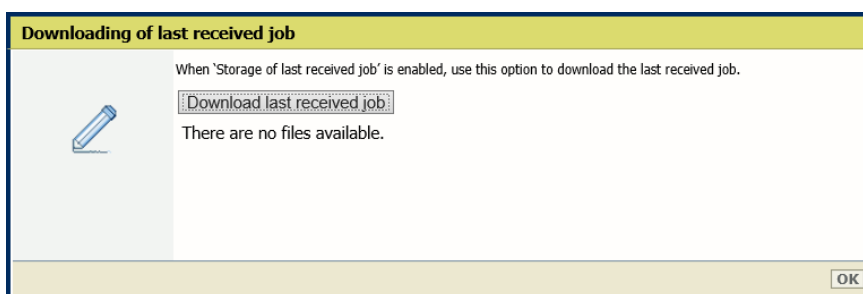 Downloading of last received job
When `Storage of last received job´ is enabled, use this option to download the last received job.
Download last received job
There are no files available.
OK